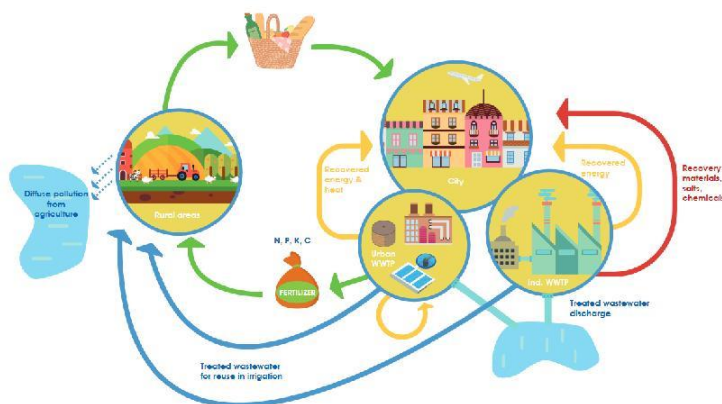 Diffuse pollution
from
agriculture
Rural areas
N, P, K, C
FERTILIZER
Treated wastewater
for reuse in irrigation
Recovered
energy &
heat
City
Urban
WWTP
Recovered
energy
Ind. WWTP
Recovery
materials,
salts,
chemicals
Treated wastewater
discharge